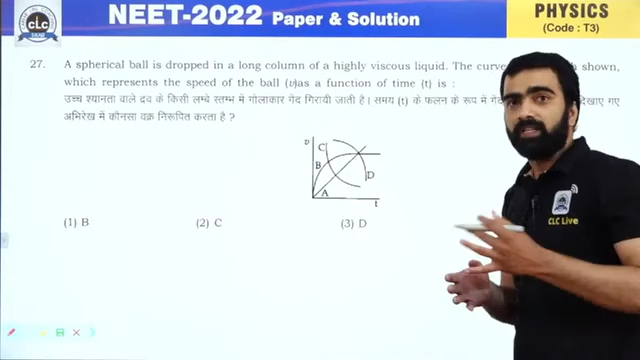 CLC
SIKAR
NEET-2022 Paper & Solution
PHYSICS
(Code : T3)
27. A spherical ball is dropped in a long column of a highly viscous liquid. The curve shown,
which represents the speed of the ball (v)as a function of time (t) is :
उच्च श्यानता वाले द्रव के किसी लम्बे स्तम्भ में गोलाकार गेंद गिरायी जाती है। समय (t) के फलन के रूप में गेंद दिखाए गए
अभिरेख में कौनसा वक्र निरूपित करता है ?
v
C
B
D
A
t
(1) B
(2) C
(3) D
CLC Live